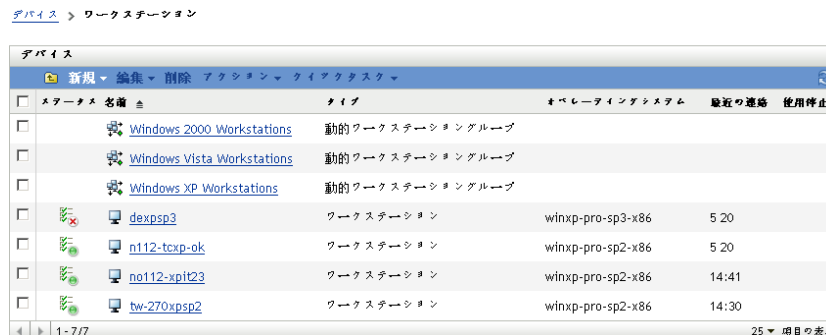 デバイス > ワークステーション
デバイス
新規 編集 削除 アクション クイックタスク
ステータス 名前 タイプ オペレーティングシステム 最近の連絡 使用停止
Windows 2000 Workstations 動的ワークステーショングループ
Windows Vista Workstations 動的ワークステーショングループ
Windows XP Workstations 動的ワークステーショングループ
dexpsp3 ワークステーション winxp-pro-sp3-x86 5 20
n112-tcxp-ok ワークステーション winxp-pro-sp2-x86 5 20
no112-xpit23 ワークステーション winxp-pro-sp2-x86 14:41
tw-270xpsp2 ワークステーション winxp-pro-sp2-x86 14:30
1 - 7/7 25 項目の表